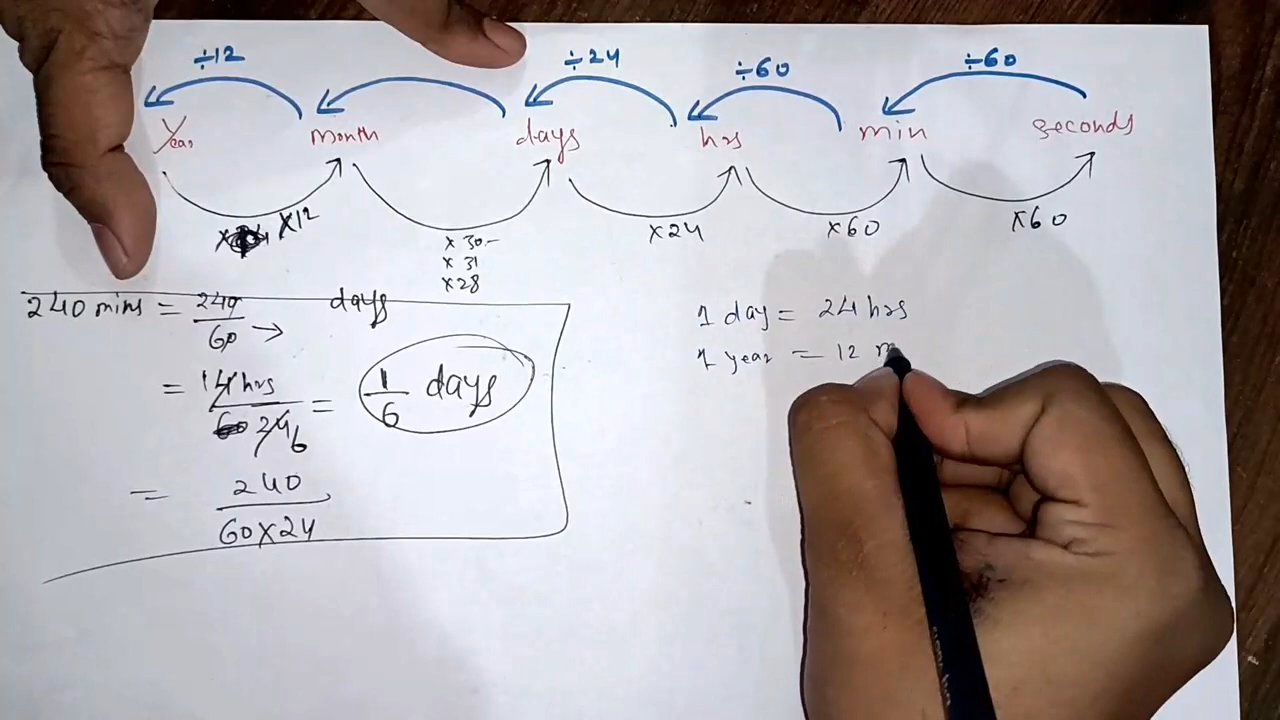 ÷12 ÷24 ÷60 ÷60
Year month days hrs min seconds
×12
× 30
× 31
×28
×24 ×60 ×60
240 mins = 240/60 → days
= 4 hrs/24 6 = 1/6 days
= 240/60×24
1 day = 24 hrs
1 year = 12 m